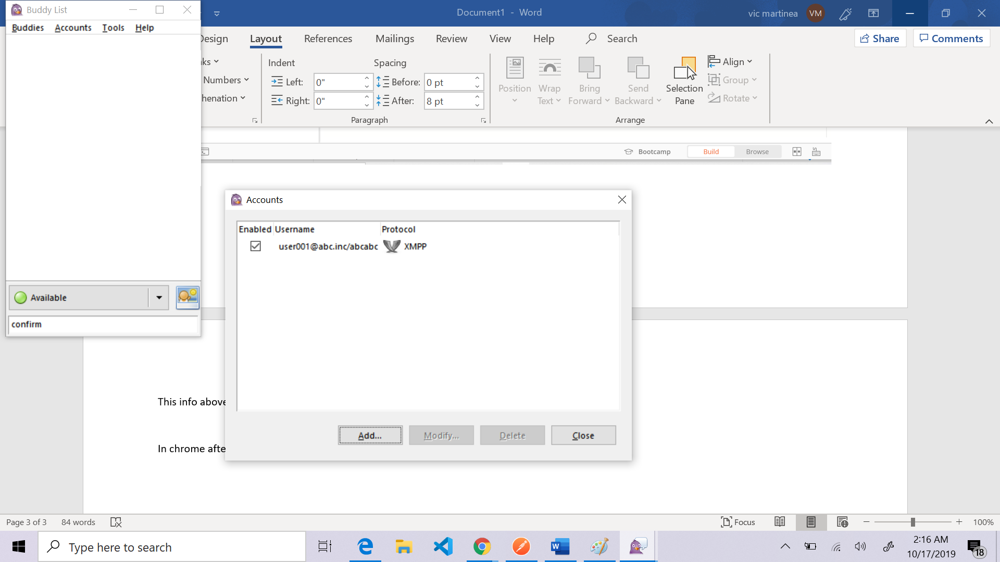 Buddy List
Buddies Accounts Tools Help
Document1 - Word
vic martinea VM
Design Layout References Mailings Review View Help Search
Share Comments
Indent Spacing
Numbers
Left: 0" Before: 0 pt
Right: 0" After: 8 pt
Paragraph
Position
Wrap Text
Bring Forward
Send Backward
Selection Pane
Align
Group
Rotate
Arrange
Bootcamp Build Browse
Accounts
Enabled Username Protocol
user001@abc.inc/abcabc XMPP
Add... Modify... Delete Close
Available
confirm
This info above
In chrome afte
Page 3 of 3 84 words
Focus 100%
Type here to search
2:16 AM
10/17/2019
18